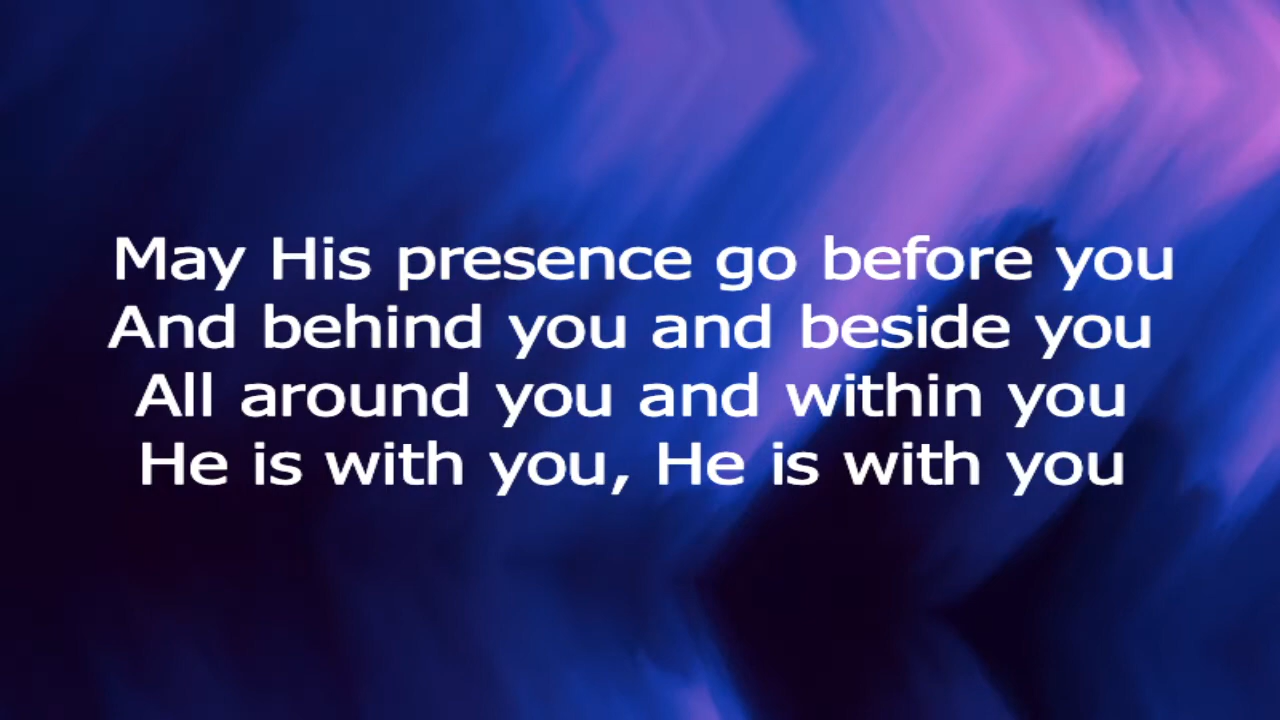 May His presence go before you
And behind you and beside you
All around you and within you
He is with you, He is with you